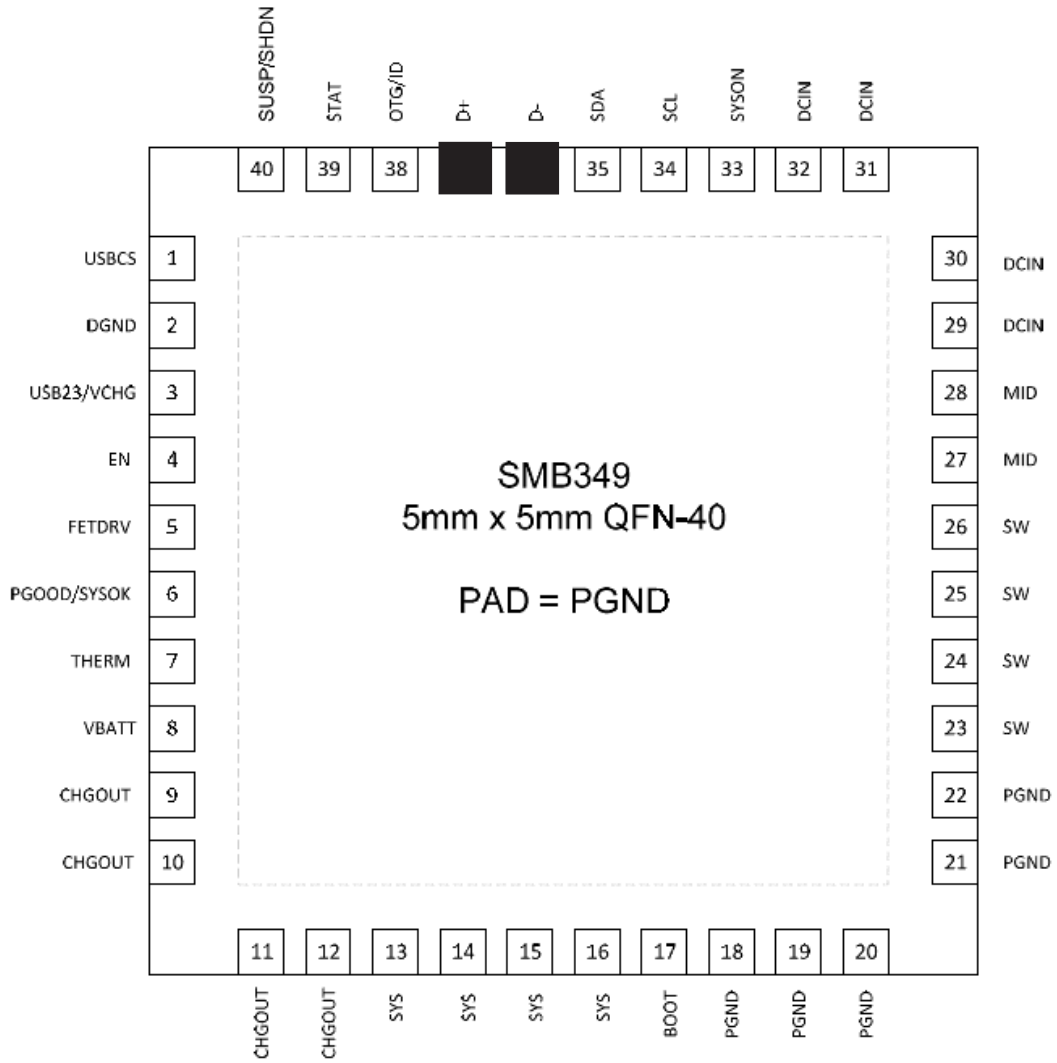 SUSP/SHDN
STAT
OTG/ID
D+
D-
SDA
SCL
SYSON
DCIN
DCIN
40
39
38
35
34
33
32
31
USBCS 1
DGND 2
USB23/VCHG 3
EN 4
FETDRV 5
PGOOD/SYSOK 6
THERM 7
VBATT 8
CHGOUT 9
CHGOUT 10
SMB349
5mm x 5mm QFN-40
PAD = PGND
30 DCIN
29 DCIN
28 MID
27 MID
26 SW
25 SW
24 SW
23 SW
22 PGND
21 PGND
11
12
13
14
15
16
17
18
19
20
CHGOUT
CHGOUT
SYS
SYS
SYS
SYS
BOOT
PGND
PGND
PGND